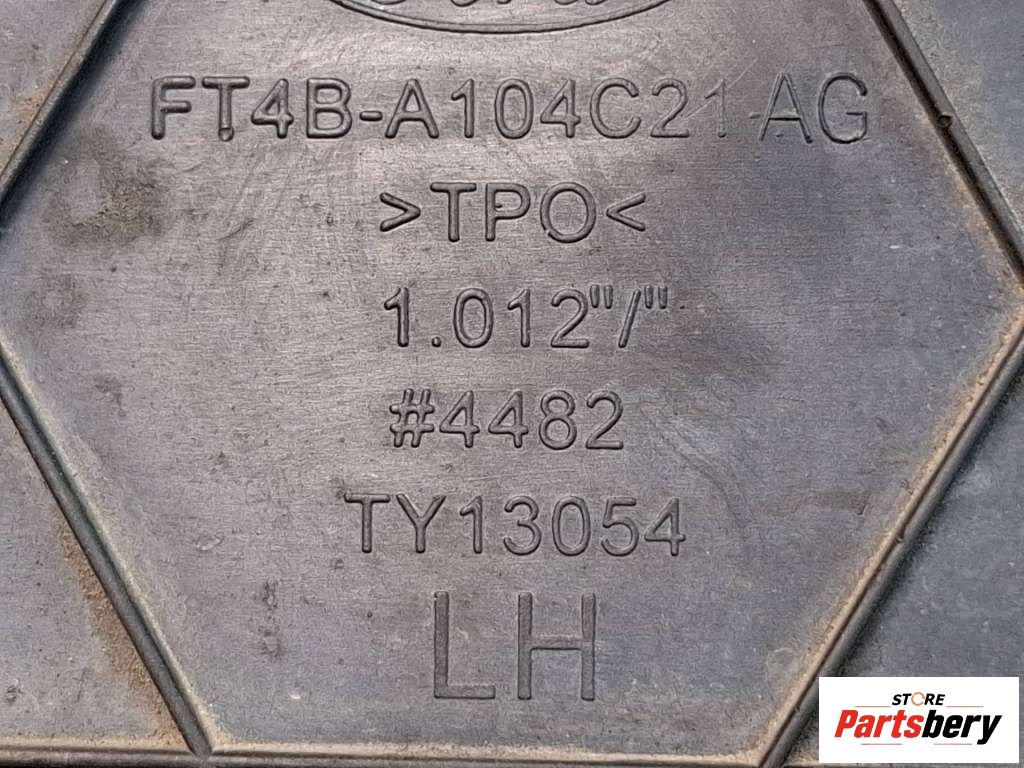 FT4B-A104C21-AG
>TPO<
1.012"/"
#4482
TY13054
LH
STORE
Partsbery